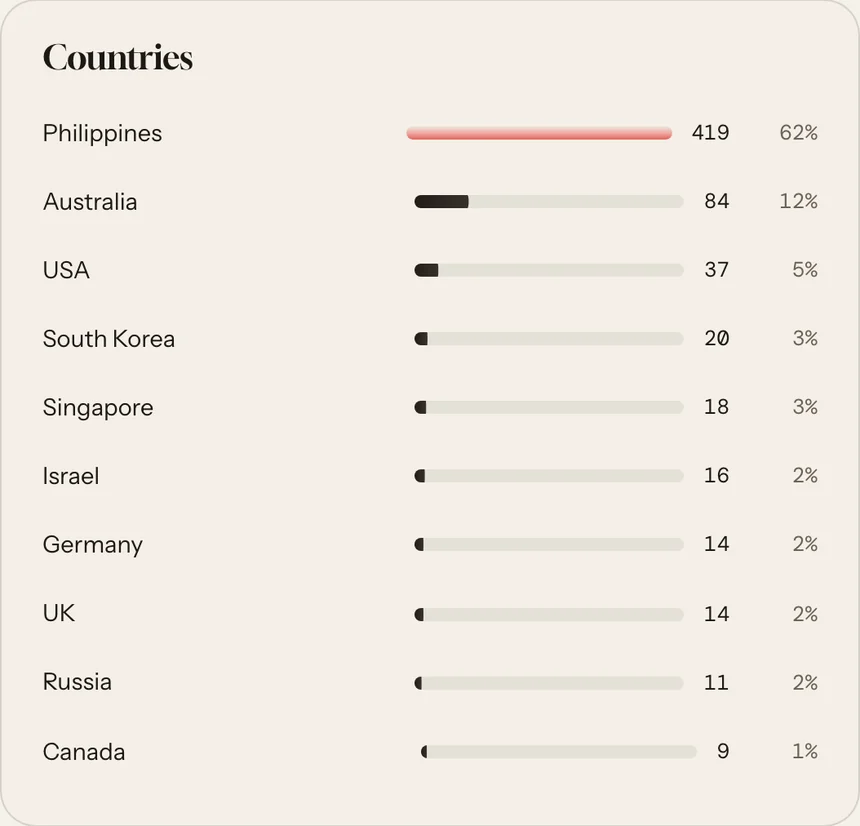 Countries
Philippines 419 62%
Australia 84 12%
USA 37 5%
South Korea 20 3%
Singapore 18 3%
Israel 16 2%
Germany 14 2%
UK 14 2%
Russia 11 2%
Canada 9 1%